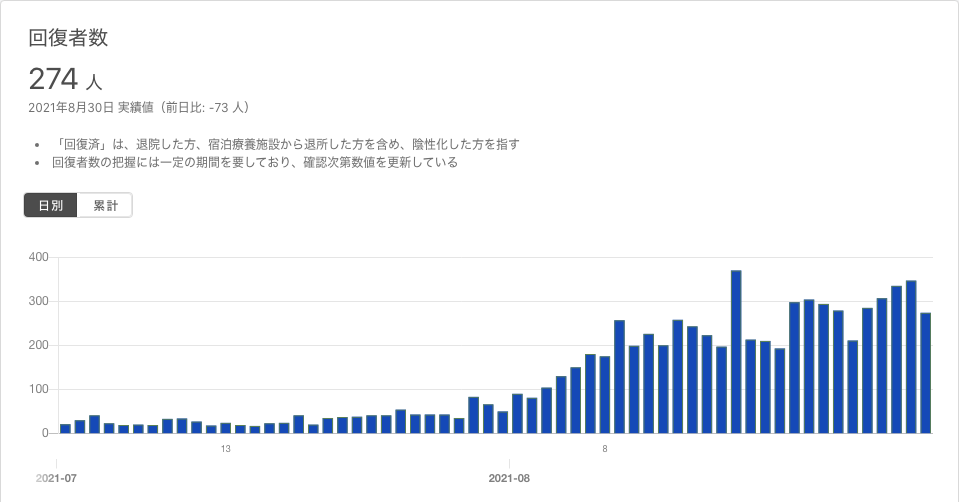 回復者数
274 人
2021年8月30日 実績値（前日比: -73 人）
• 「回復済」は、退院した方、宿泊療養施設から退所した方を含め、陰性化した方を指す
• 回復者数の把握には一定の期間を要しており、確認次第数値を更新している
日別 累計
400
300
200
100
0
13 8
2021-07 2021-08